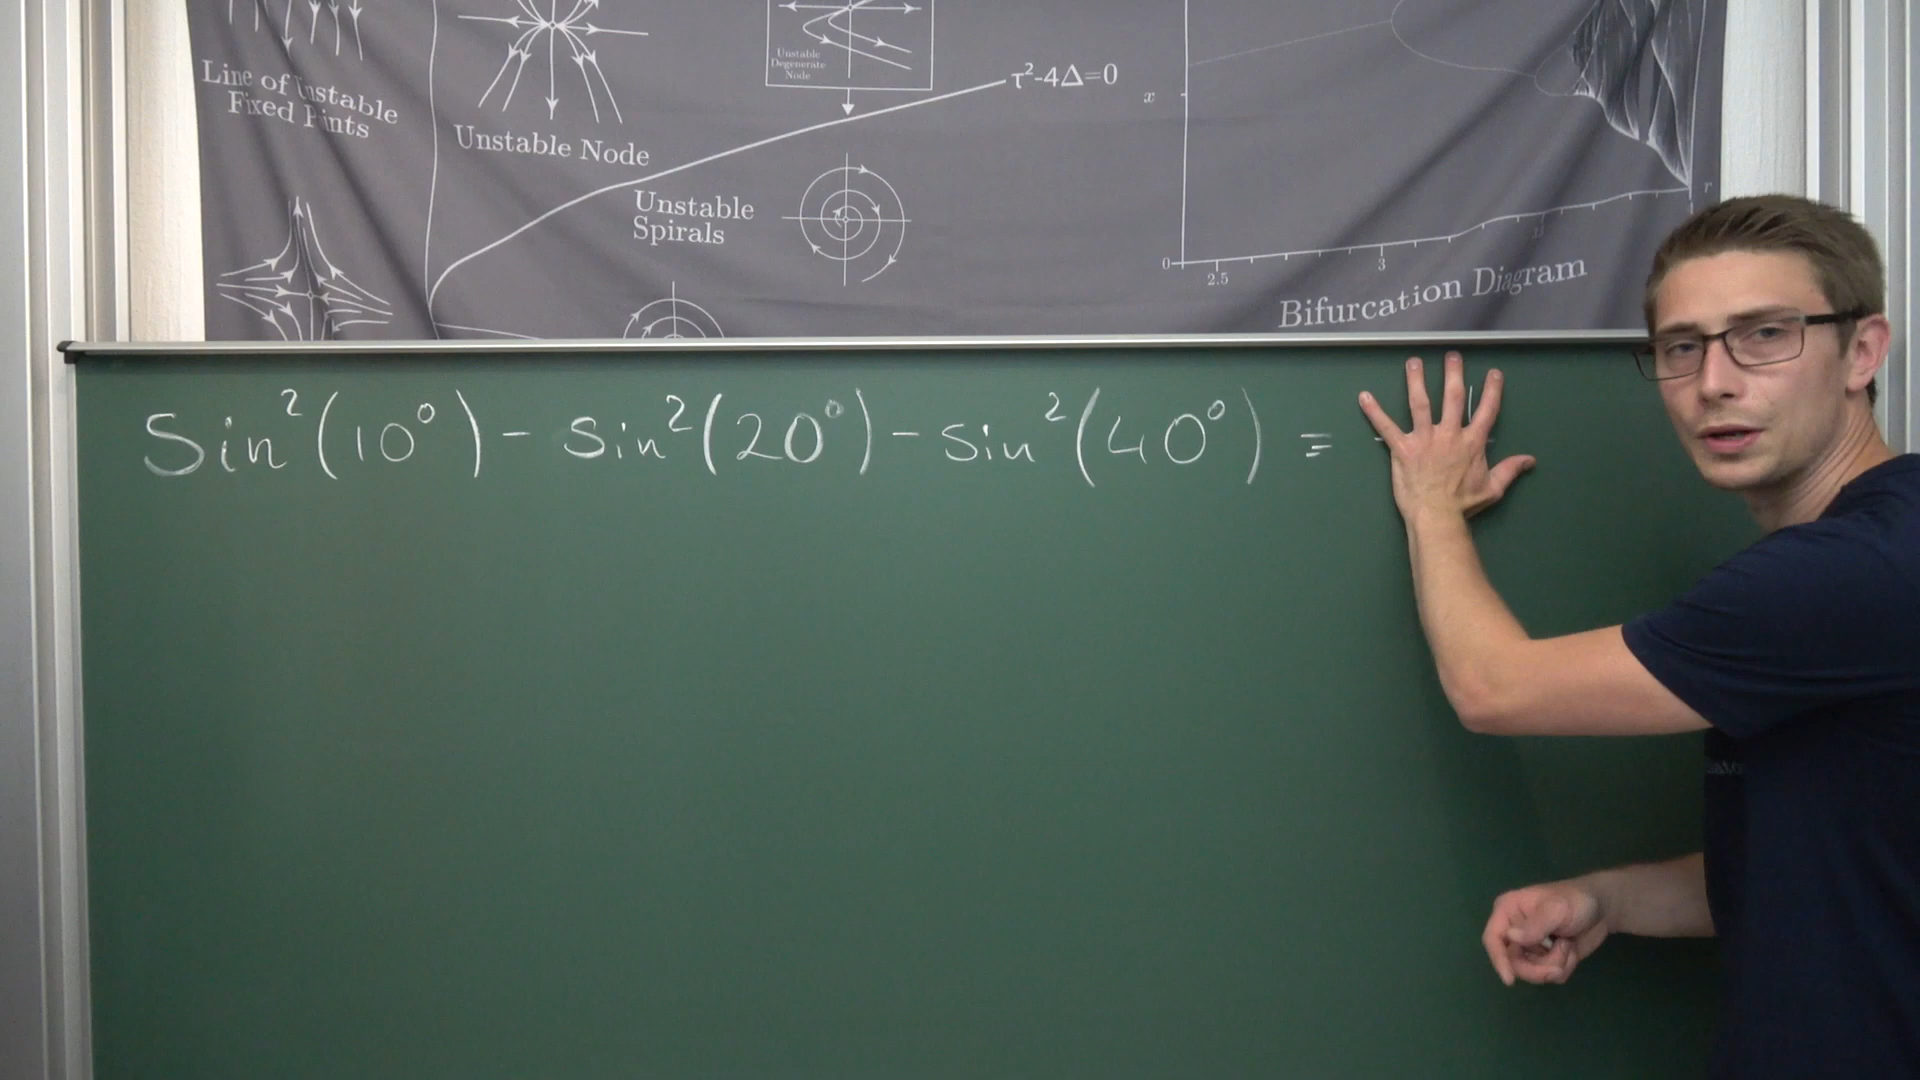 Line of Unstable
Fixed Points
Unstable Node
Unstable
Degenerate
Node
τ²-4Δ=0
Unstable
Spirals
x
r
0
2.5
3
Bifurcation Diagram
Sin²(10°) - Sin²(20°) - Sin²(40°) =